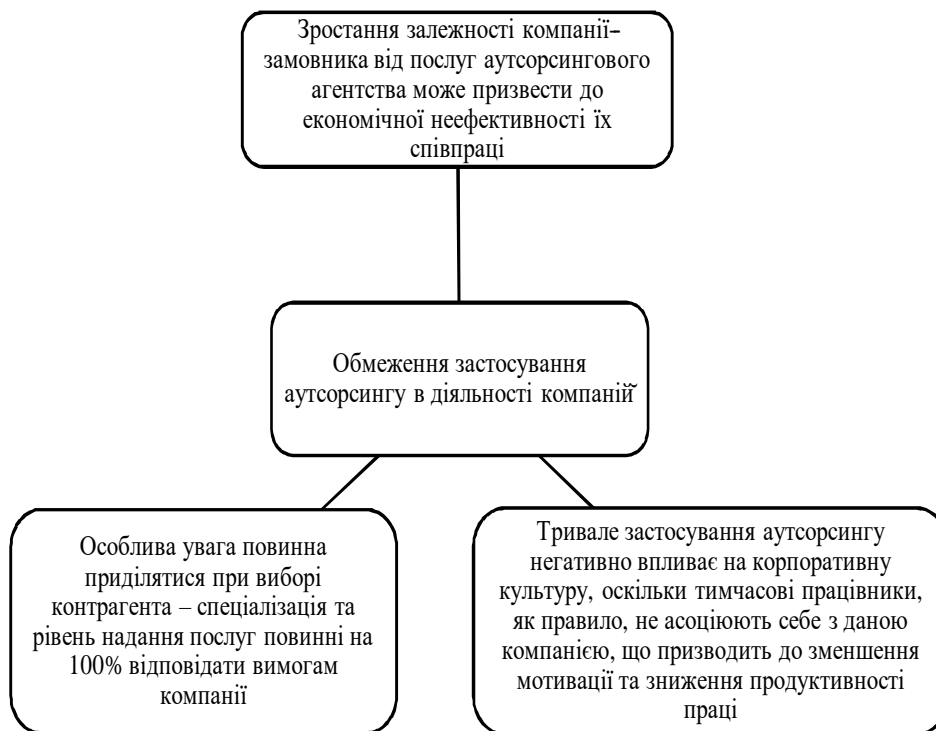 Зростання залежності компанії–
замовника від послуг аутсорсингового
агентства може призвести до
економічної неефективності їх
співпраці
Обмеження застосування
аутсорсингу в діяльності компаній
Особлива увага повинна
приділятися при виборі
контрагента – спеціалізація та
рівень надання послуг повинні на
100% відповідати вимогам
компанії
Тривале застосування аутсорсингу
негативно впливає на корпоративну
культуру, оскільки тимчасові працівники,
як правило, не асоціюють себе з даною
компанією, що призводить до зменшення
мотивації та зниження продуктивності
праці